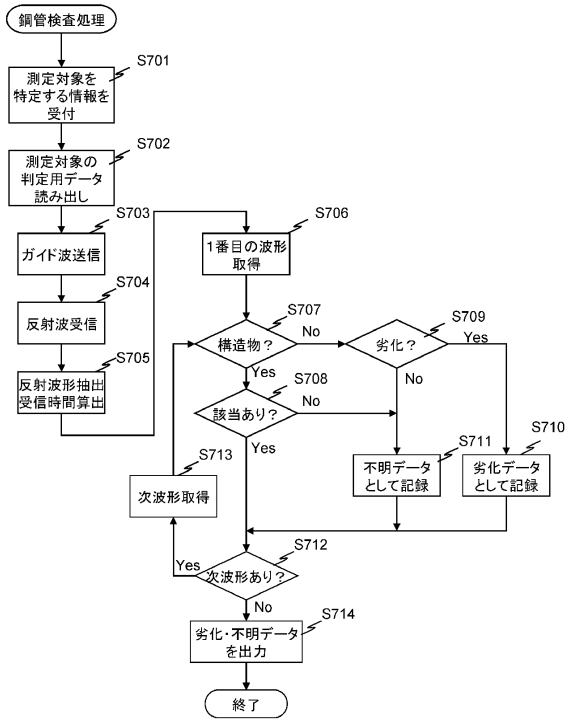 鋼管検査処理
S701
測定対象を
特定する情報を
受付
S702
測定対象の
判定用データ
読み出し
S703
ガイド波送信
S704
反射波受信
S705
反射波形抽出
受信時間算出
S706
1番目の波形
取得
S707
構造物？
No
Yes
S709
劣化？
Yes
No
S708
該当あり？
No
Yes
S711
不明データ
として記録
S710
劣化データ
として記録
S713
次波形取得
S712
次波形あり？
Yes
No
S714
劣化・不明データ
を出力
終了